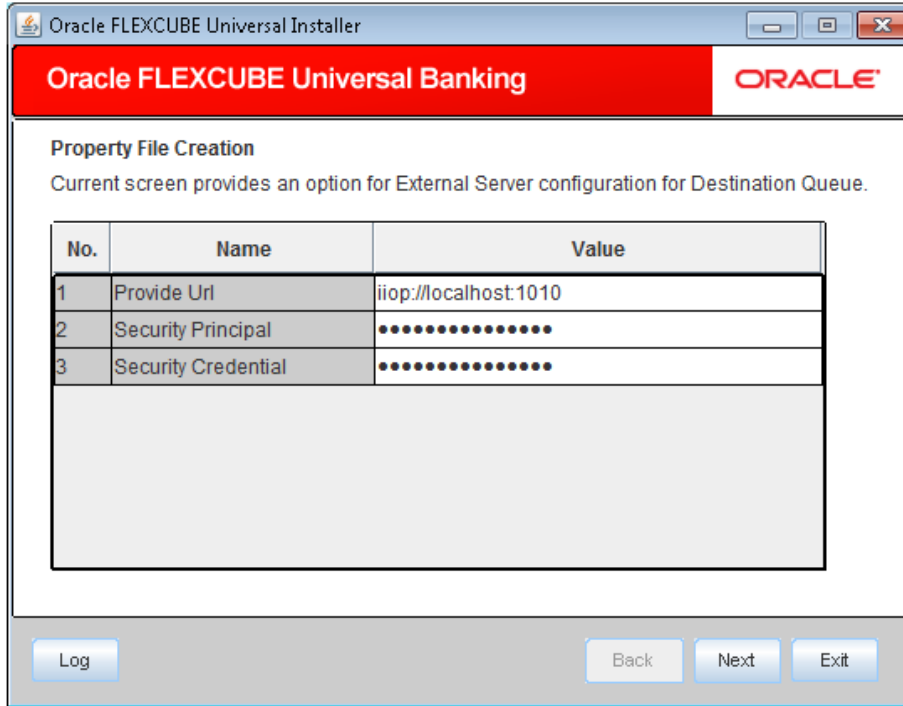 Oracle FLEXCUBE Universal Installer
Oracle FLEXCUBE Universal Banking
ORACLE
Property File Creation
Current screen provides an option for External Server configuration for Destination Queue.
No. Name Value
1 Provide Url iiop://localhost:1010
2 Security Principal •••••••••••••••
3 Security Credential •••••••••••••••
Log Back Next Exit